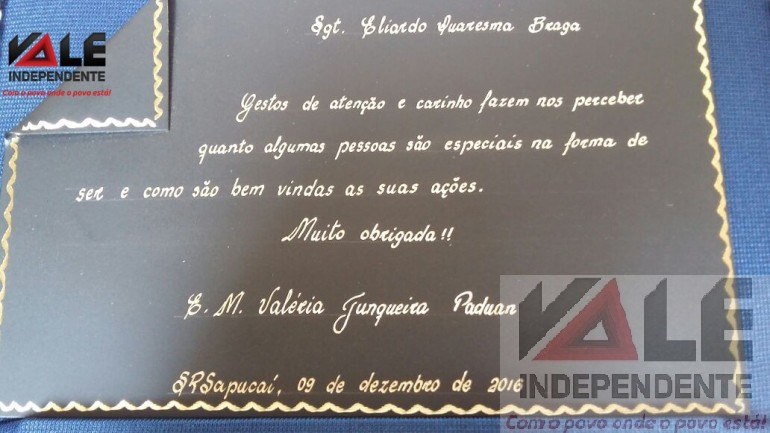 VALE
INDEPENDENTE
Com o povo onde o povo está!
Sgt. Eliardo Quaresma Braga
Gestos de atenção e carinho fazem nos perceber
quanto algumas pessoas são especiais na forma de
ser e como são bem vindas as suas ações.
Muito obrigada!!
E. M. Valéria Junqueira Paduan
SRSapucaí, 09 de dezembro de 2016
VALE
INDEPENDENTE
Com o povo onde o povo está!